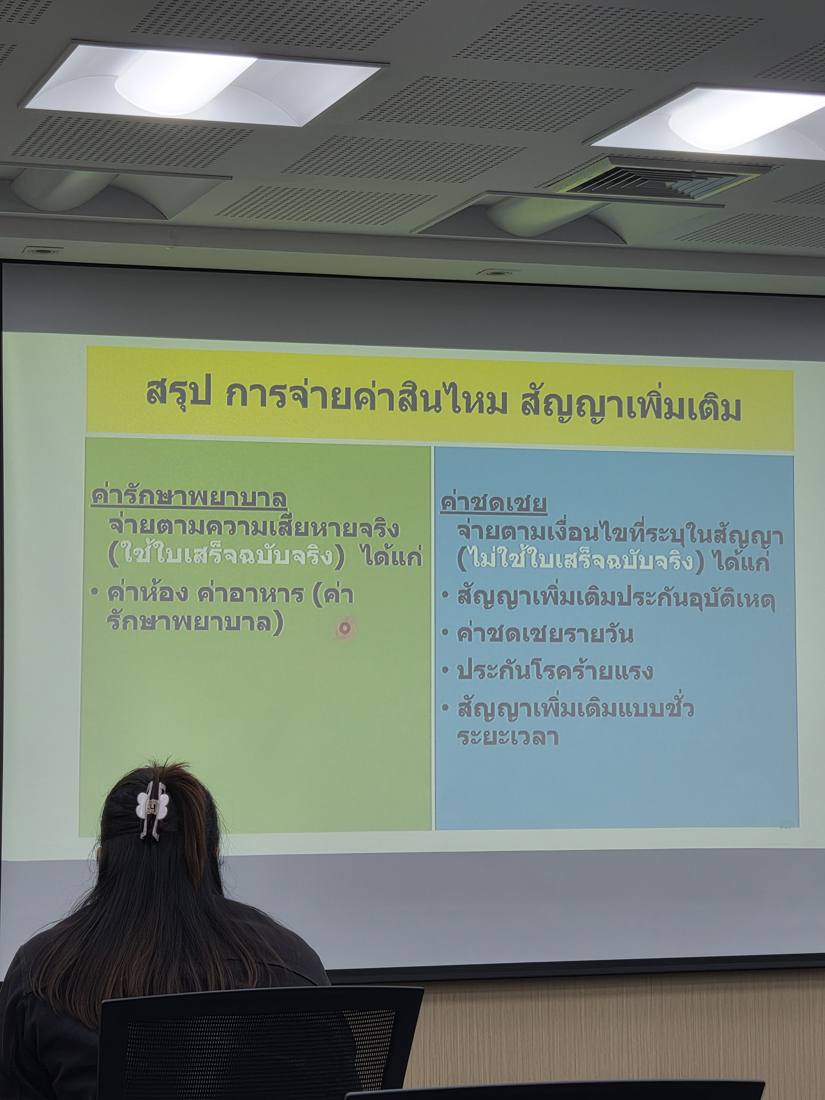 สรุป การจ่ายค่าสินไหม สัญญาเพิ่มเติม
ค่ารักษาพยาบาล
จ่ายตามความเสียหายจริง
(ใช้ใบเสร็จฉบับจริง) ได้แก่
• ค่าห้อง ค่าอาหาร (ค่า
รักษาพยาบาล)
ค่าชดเชย
จ่ายตามเงื่อนไขที่ระบุในสัญญา
(ไม่ใช้ใบเสร็จฉบับจริง) ได้แก่
• สัญญาเพิ่มเติมประกันอุบัติเหตุ
• ค่าชดเชยรายวัน
• ประกันโรคร้ายแรง
• สัญญาเพิ่มเติมแบบชั่ว
ระยะเวลา